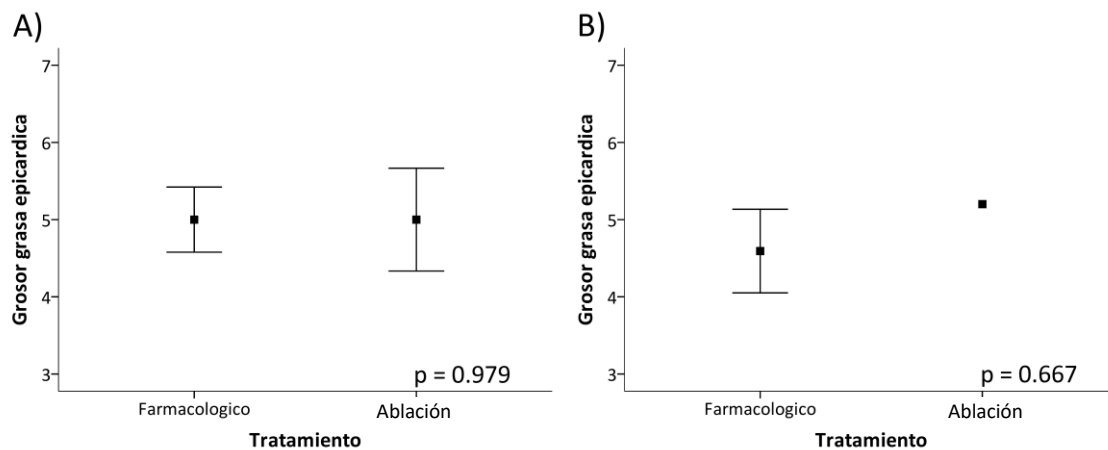 A)
Grosor grasa epicardica
7
6
5
4
3
p = 0.979
Farmacologico
Ablación
Tratamiento
B)
Grosor grasa epicardica
7
6
5
4
3
p = 0.667
Farmacologico
Ablación
Tratamiento